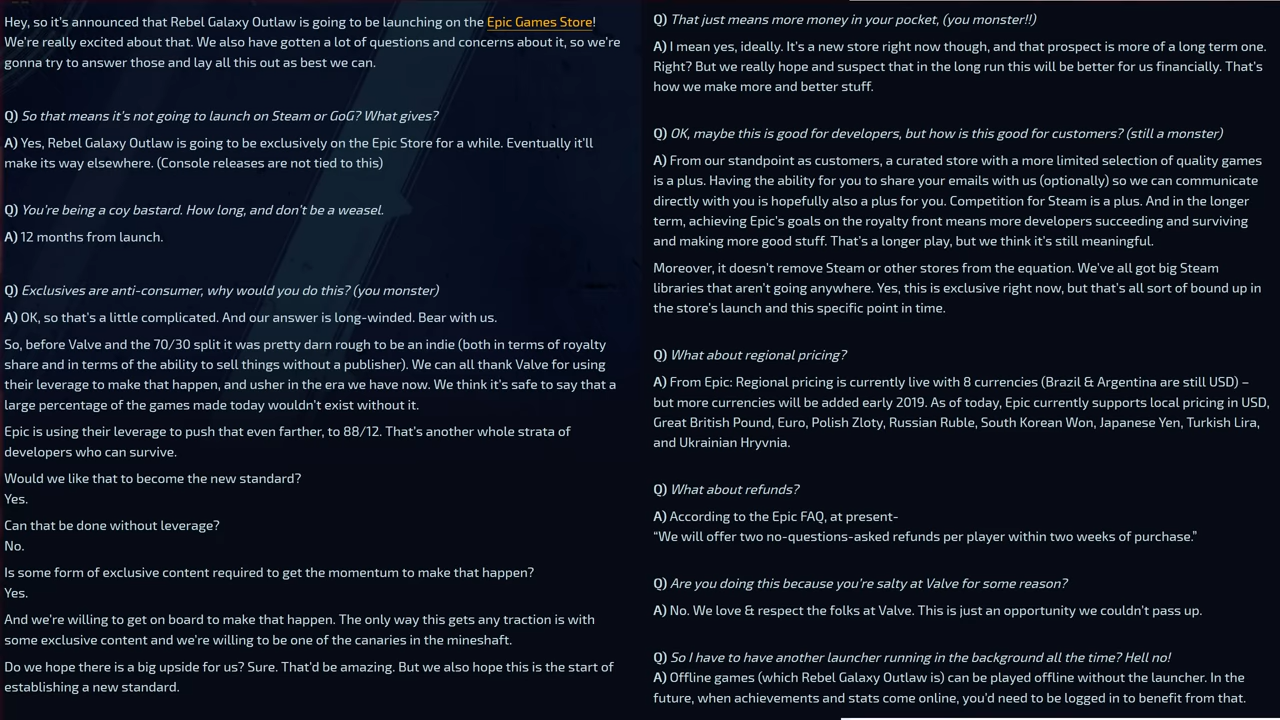 Hey, so it's announced that Rebel Galaxy Outlaw is going to be launching on the Epic Games Store!
We're really excited about that. We also have gotten a lot of questions and concerns about it, so we're
gonna try to answer those and lay all this out as best we can.
Q) So that means it's not going to launch on Steam or GoG? What gives?
A) Yes, Rebel Galaxy Outlaw is going to be exclusively on the Epic Store for a while. Eventually it'll
make its way elsewhere. (Console releases are not tied to this)
Q) You're being a coy bastard. How long, and don't be a weasel.
A) 12 months from launch.
Q) Exclusives are anti-consumer, why would you do this? (you monster)
A) OK, so that's a little complicated. And our answer is long-winded. Bear with us.
So, before Valve and the 70/30 split it was pretty darn rough to be an indie (both in terms of royalty
share and in terms of the ability to sell things without a publisher). We can all thank Valve for using
their leverage to make that happen, and usher in the era we have now. We think it's safe to say that a
large percentage of the games made today wouldn't exist without it.
Epic is using their leverage to push that even farther, to 88/12. That's another whole strata of
developers who can survive.
Would we like that to become the new standard?
Yes.
Can that be done without leverage?
No.
Is some form of exclusive content required to get the momentum to make that happen?
Yes.
And we're willing to get on board to make that happen. The only way this gets any traction is with
some exclusive content and we're willing to be one of the canaries in the mineshaft.
Do we hope there is a big upside for us? Sure. That'd be amazing. But we also hope this is the start of
establishing a new standard.
Q) That just means more money in your pocket, (you monster!!)
A) I mean yes, ideally. It's a new store right now though, and that prospect is more of a long term one.
Right? But we really hope and suspect that in the long run this will be better for us financially. That's
how we make more and better stuff.
Q) OK, maybe this is good for developers, but how is this good for customers? (still a monster)
A) From our standpoint as customers, a curated store with a more limited selection of quality games
is a plus. Having the ability for you to share your emails with us (optionally) so we can communicate
directly with you is hopefully also a plus for you. Competition for Steam is a plus. And in the longer
term, achieving Epic's goals on the royalty front means more developers succeeding and surviving
and making more good stuff. That's a longer play, but we think it's still meaningful.
Moreover, it doesn't remove Steam or other stores from the equation. We've all got big Steam
libraries that aren't going anywhere. Yes, this is exclusive right now, but that's all sort of bound up in
the store's launch and this specific point in time.
Q) What about regional pricing?
A) From Epic: Regional pricing is currently live with 8 currencies (Brazil & Argentina are still USD) –
but more currencies will be added early 2019. As of today, Epic currently supports local pricing in USD,
Great British Pound, Euro, Polish Zloty, Russian Ruble, South Korean Won, Japanese Yen, Turkish Lira,
and Ukrainian Hryvnia.
Q) What about refunds?
A) According to the Epic FAQ, at present-
“We will offer two no-questions-asked refunds per player within two weeks of purchase.”
Q) Are you doing this because you're salty at Valve for some reason?
A) No. We love & respect the folks at Valve. This is just an opportunity we couldn't pass up.
Q) So I have to have another launcher running in the background all the time? Hell no!
A) Offline games (which Rebel Galaxy Outlaw is) can be played offline without the launcher. In the
future, when achievements and stats come online, you'd need to be logged in to benefit from that.